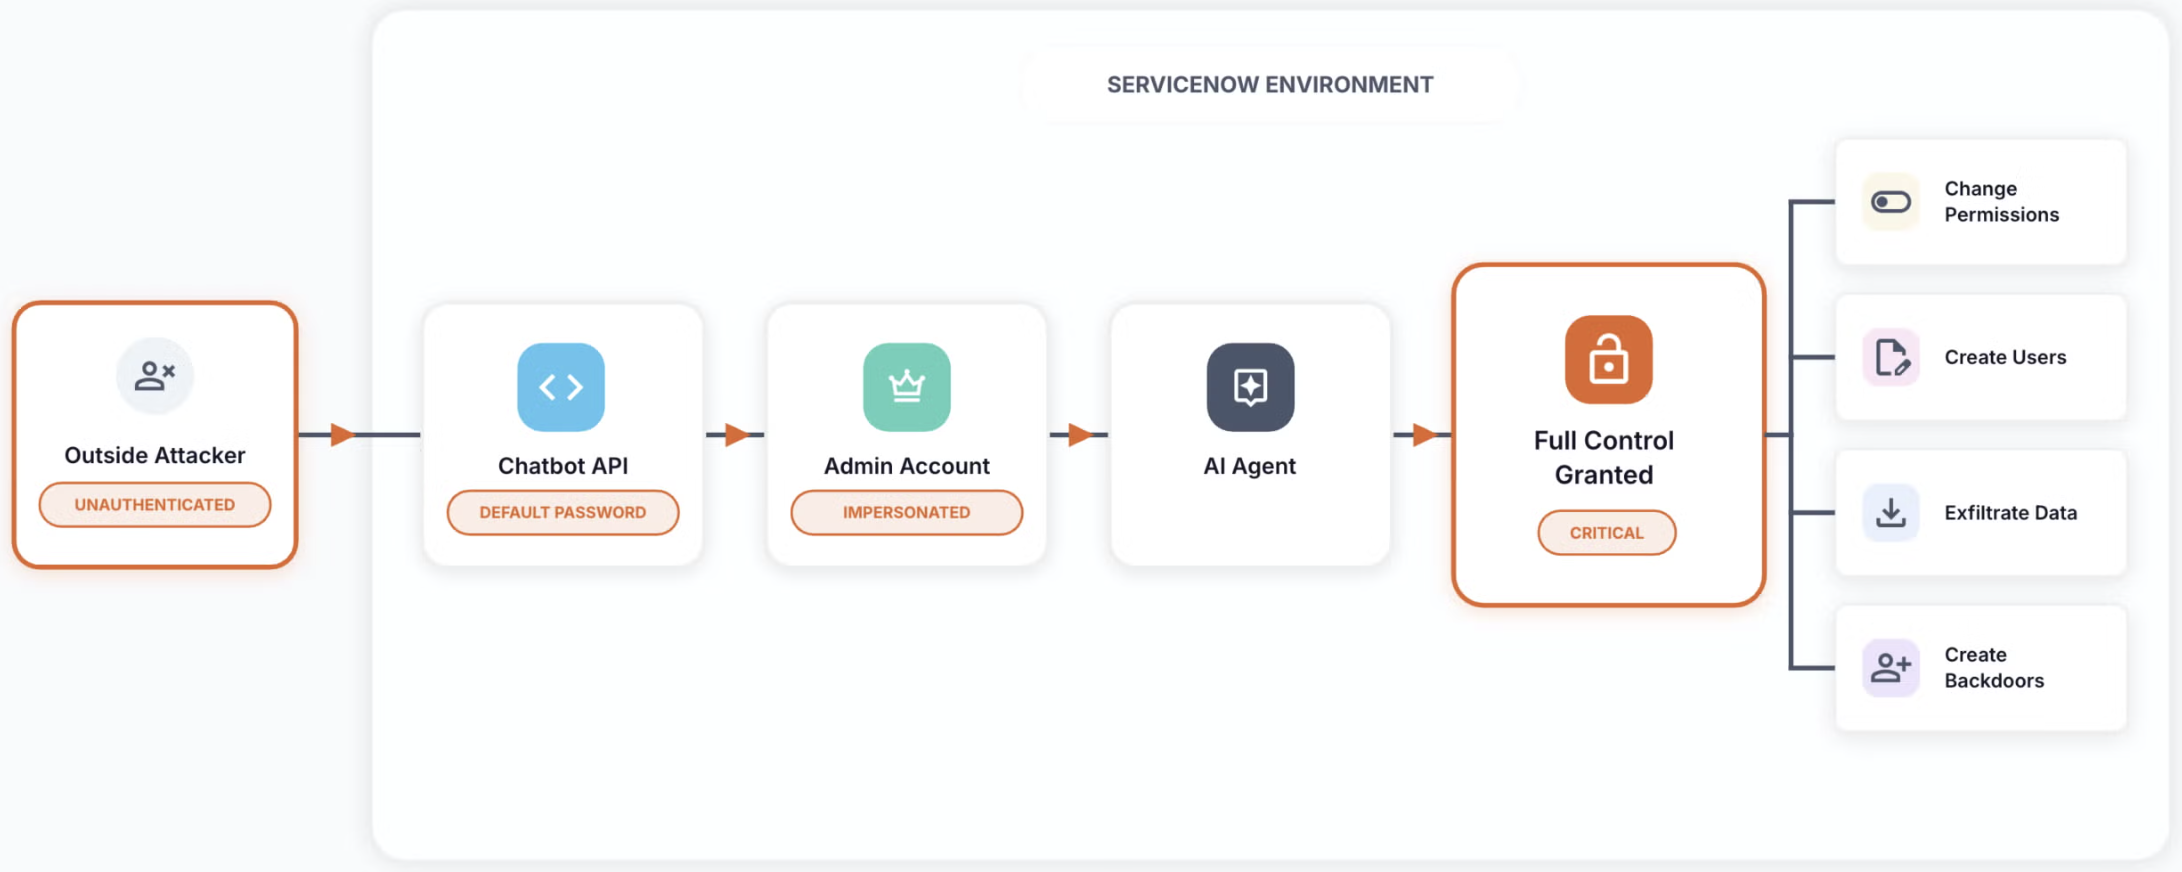 SERVICENOW ENVIRONMENT
Outside Attacker
UNAUTHENTICATED
Chatbot API
DEFAULT PASSWORD
Admin Account
IMPERSONATED
AI Agent
Full Control
Granted
CRITICAL
Change
Permissions
Create Users
Exfiltrate Data
Create
Backdoors